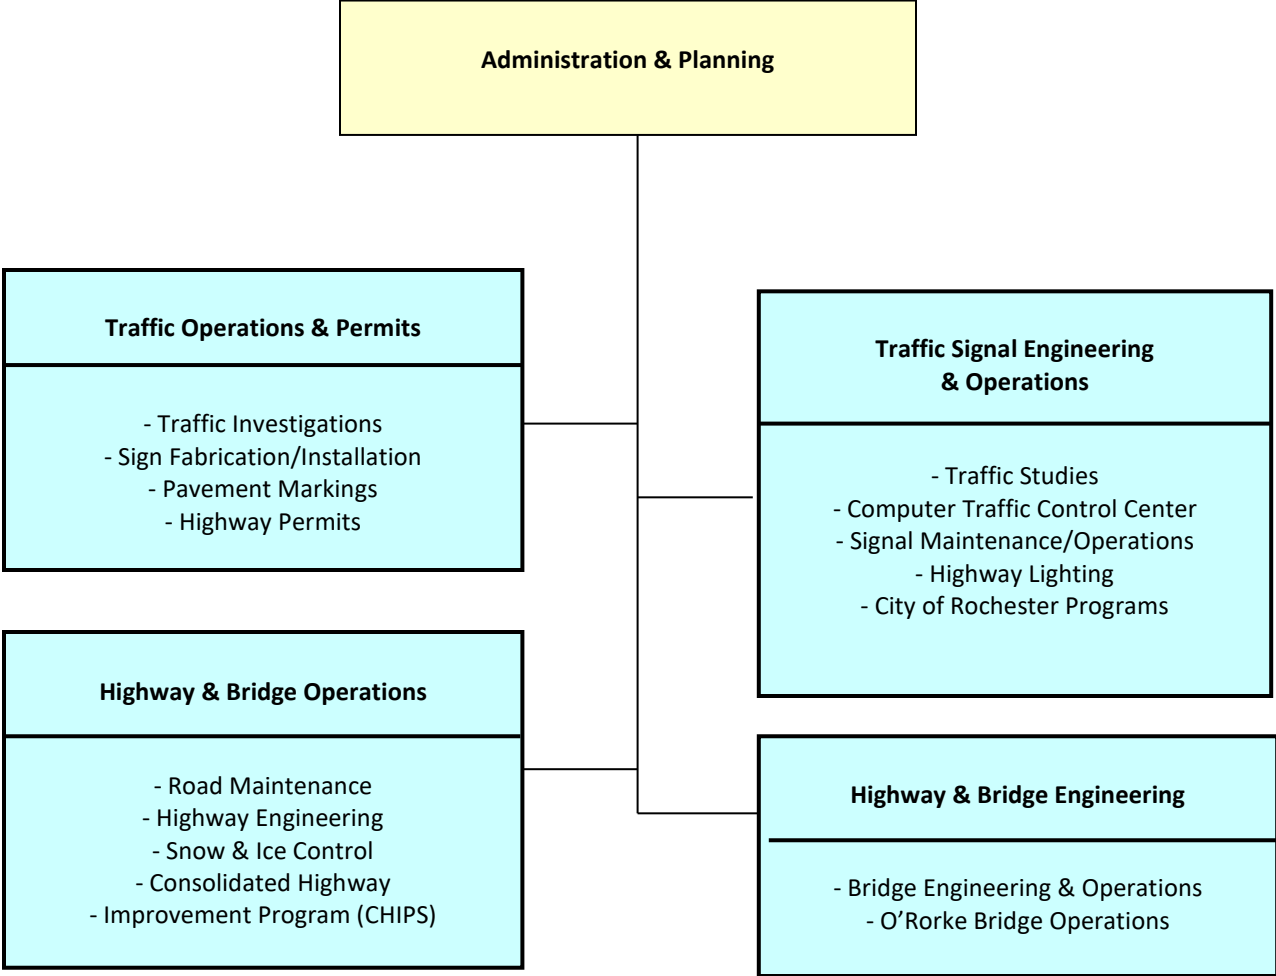 Administration & Planning
Traffic Operations & Permits
- Traffic Investigations
- Sign Fabrication/Installation
- Pavement Markings
- Highway Permits
Traffic Signal Engineering
& Operations
- Traffic Studies
- Computer Traffic Control Center
- Signal Maintenance/Operations
- Highway Lighting
- City of Rochester Programs
Highway & Bridge Operations
- Road Maintenance
- Highway Engineering
- Snow & Ice Control
- Consolidated Highway
- Improvement Program (CHIPS)
Highway & Bridge Engineering
- Bridge Engineering & Operations
- O’Rorke Bridge Operations